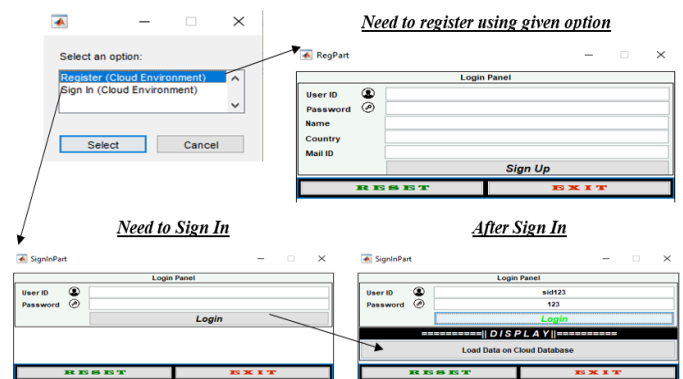 Need to register using given option
Select an option:
Register (Cloud Environment)
Sign In (Cloud Environment)
Select Cancel
RegPart
Login Panel
User ID
Password
Name
Country
Mail ID
Sign Up
RESET EXIT
Need to Sign In
SignInPart
Login Panel
User ID
Password
Login
RESET EXIT
After Sign In
SignInPart
Login Panel
User ID sid123
Password 123
Login
==========|| D I S P L A Y||==========
Load Data on Cloud Database
RESET EXIT